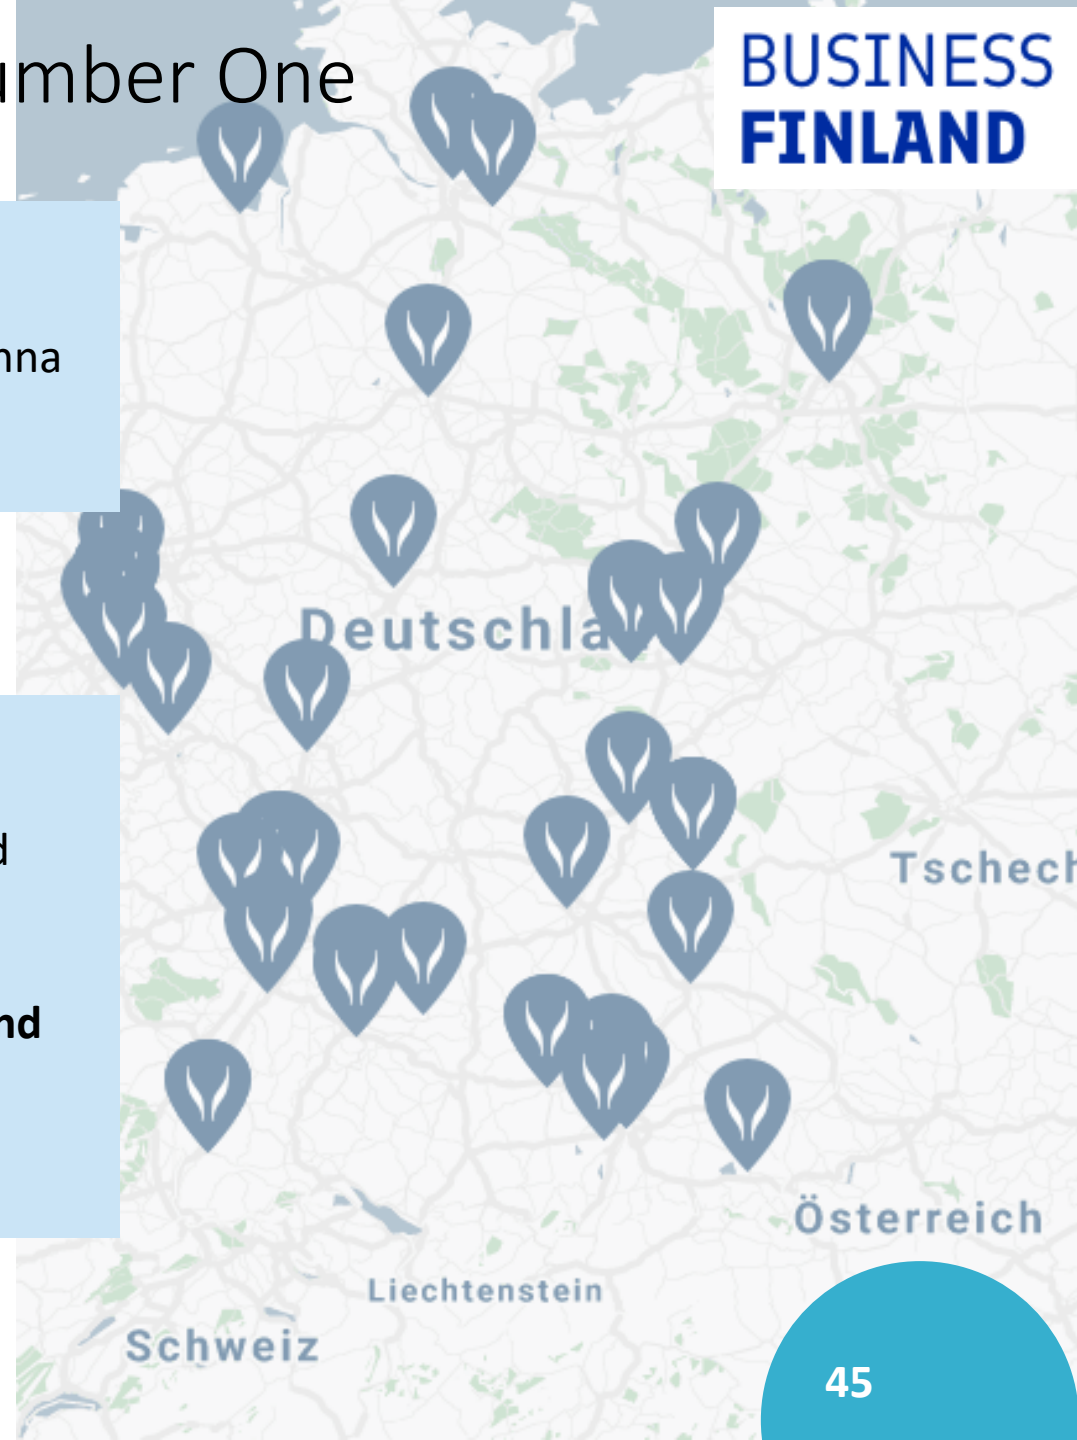 umber One
BUSINESS
FINLAND
nna
Deutschla
d
Tschech
nd
Österreich
Liechtenstein
Schweiz
45